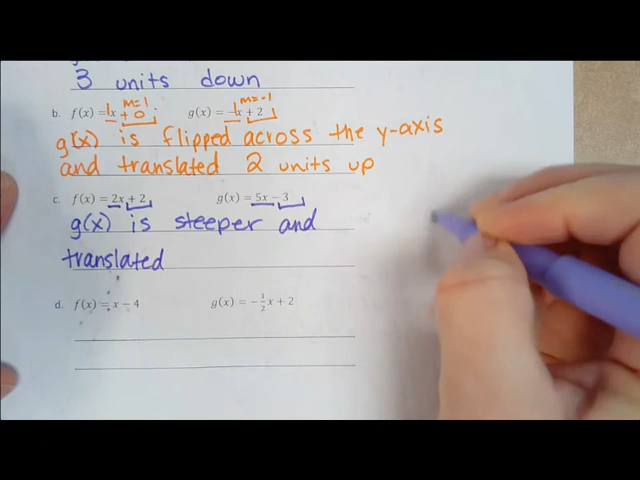 3 units down
b. f(x) = 1x + 0 m=1 g(x) = -1x + 2 m=-1
g(x) is flipped across the y-axis
and translated 2 units up
c. f(x) = 2x + 2 g(x) = 5x - 3
g(x) is steeper and
translated
d. f(x) = x - 4 g(x) = -1/2x + 2